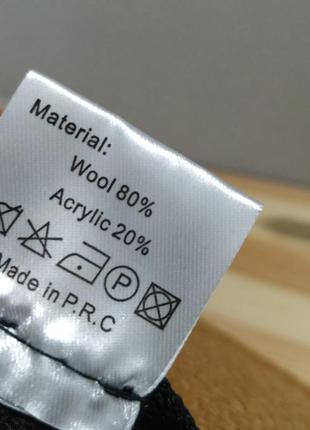 Material:
Wool 80%
Acrylic 20%
P
Made in P.R.C